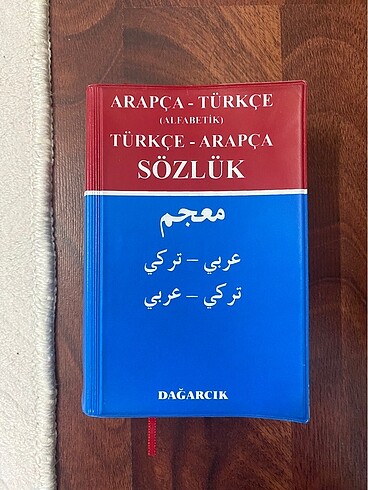 ARAPÇA - TÜRKÇE
(ALFABETİK)
TÜRKÇE - ARAPÇA
SÖZLÜK
معجم
عربي – تركي
تركي – عربي
DAĞARCIK